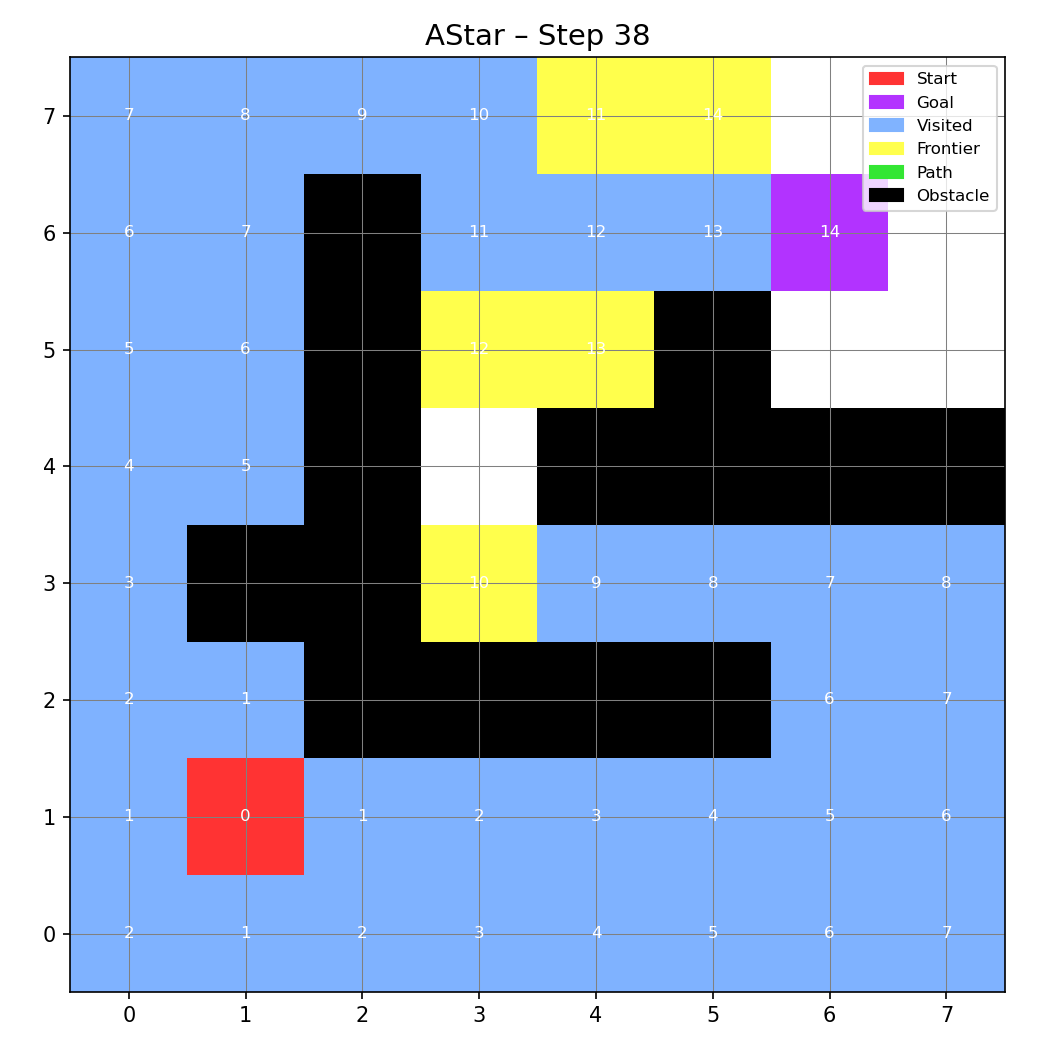 AStar – Step 38
Start
Goal
Visited
Frontier
Path
Obstacle
7 7 8 9 10 11 14
6 6 7 11 12 13 14
5 5 6 12 13
4 4 5
3 3 10 9 8 7 8
2 2 1 6 7
1 1 0 1 2 3 4 5 6
0 2 1 2 3 4 5 6 7
0 1 2 3 4 5 6 7